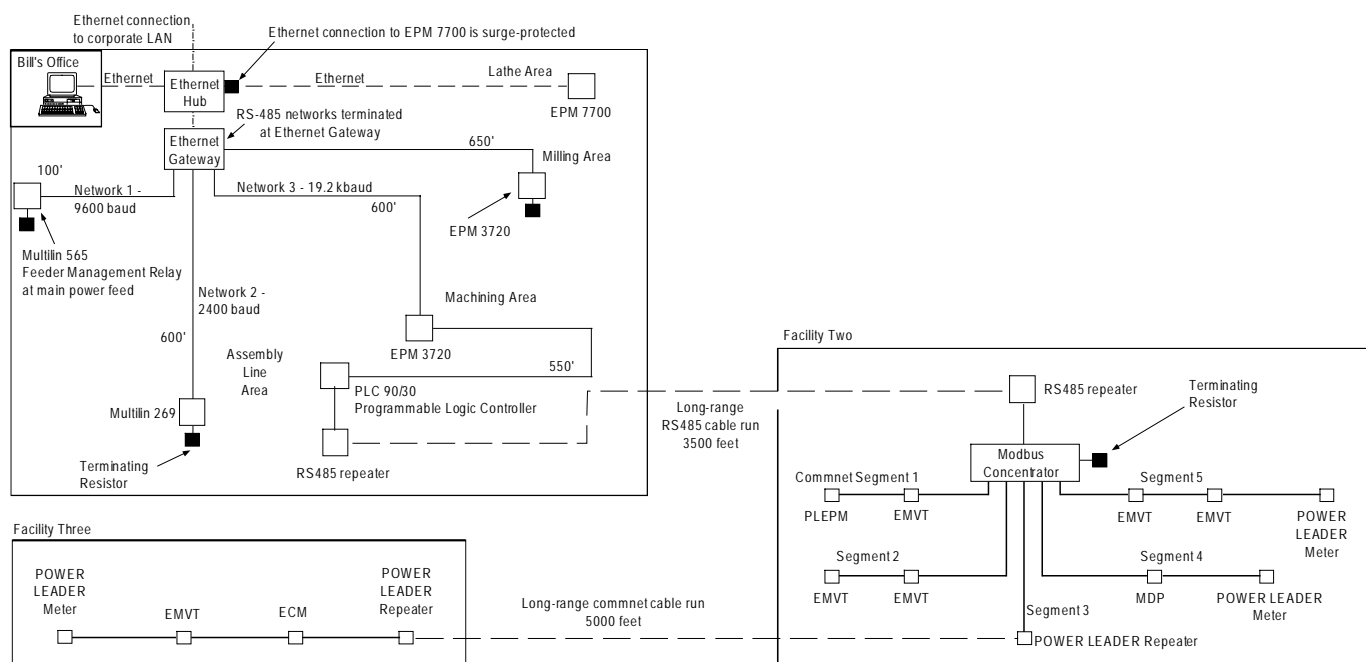 Ethernet connection
to corporate LAN
Ethernet connection to EPM 7700 is surge-protected
Bill's Office
Ethernet
Ethernet
Hub
Ethernet
Lathe Area
EPM 7700
RS-485 networks terminated
at Ethernet Gateway
Ethernet
Gateway
650'
Milling Area
100'
Network 1 -
9600 baud
Network 3 - 19.2 kbaud
600'
EPM 3720
Multilin 565
Feeder Management Relay
at main power feed
Network 2 -
2400 baud
Machining Area
600'
Assembly
Line
Area
EPM 3720
550'
PLC 90/30
Programmable Logic Controller
Multilin 269
Terminating
Resistor
RS485 repeater
Long-range
RS485 cable run
3500 feet
Facility Two
RS485 repeater
Terminating
Resistor
Modbus
Concentrator
Commnet Segment 1
PLEPM
EMVT
Segment 5
EMVT
EMVT
POWER
LEADER
Meter
Segment 2
EMVT
EMVT
Segment 4
MDP
POWER LEADER
Meter
Segment 3
POWER LEADER Repeater
Facility Three
POWER
LEADER
Meter
EMVT
ECM
POWER
LEADER
Repeater
Long-range commnet cable run
5000 feet